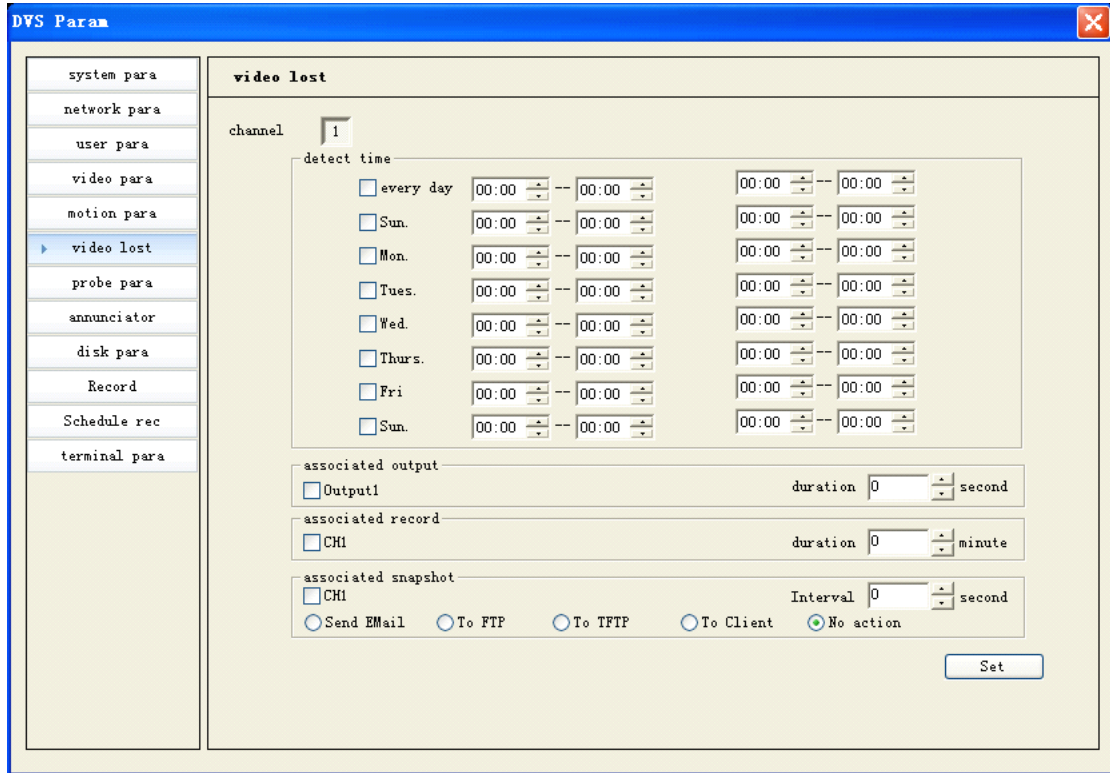 DVS Param
system para
network para
user para
video para
motion para
video lost
probe para
annunciator
disk para
Record
Schedule rec
terminal para
video lost
channel 1
detect time
every day 00:00 -- 00:00 00:00 -- 00:00
Sun. 00:00 -- 00:00 00:00 -- 00:00
Mon. 00:00 -- 00:00 00:00 -- 00:00
Tues. 00:00 -- 00:00 00:00 -- 00:00
Wed. 00:00 -- 00:00 00:00 -- 00:00
Thurs. 00:00 -- 00:00 00:00 -- 00:00
Fri 00:00 -- 00:00 00:00 -- 00:00
Sun. 00:00 -- 00:00 00:00 -- 00:00
associated output
Output1 duration 0 second
associated record
CH1 duration 0 minute
associated snapshot
CH1 Interval 0 second
Send EMail To FTP To TFTP To Client No action
Set